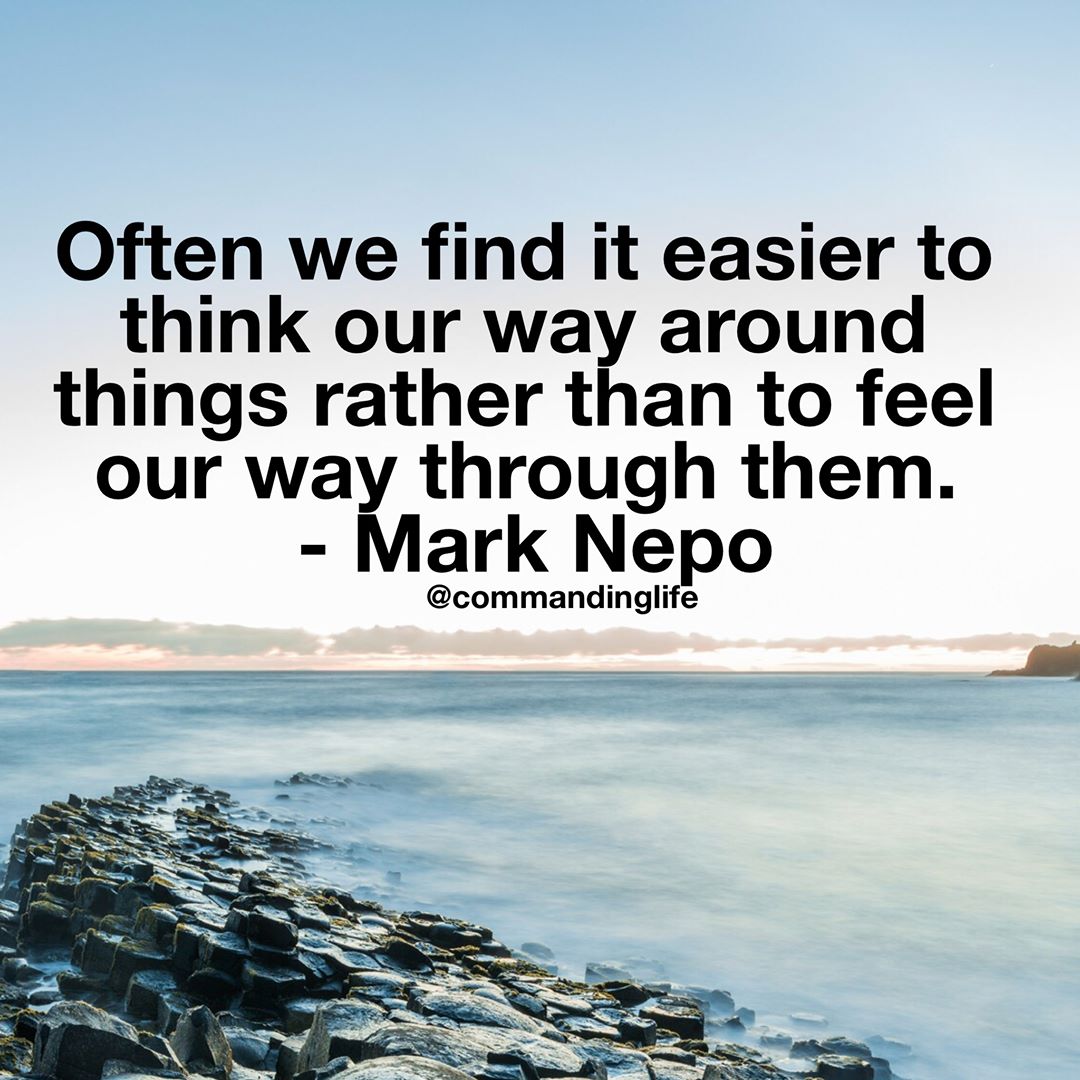 Often we find it easier to
think our way around
things rather than to feel
our way through them.
- Mark Nepo
@commandinglife